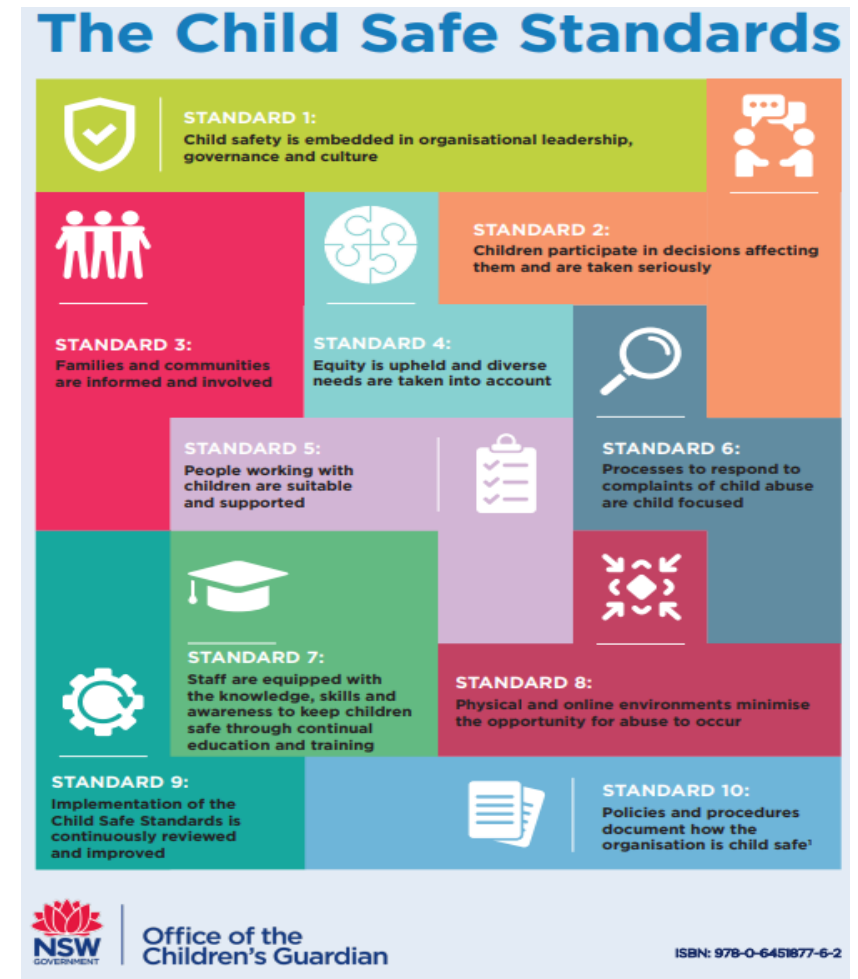 The Child Safe Standards
STANDARD 1:
Child safety is embedded in organisational leadership,
governance and culture
STANDARD 2:
Children participate in decisions affecting
them and are taken seriously
STANDARD 3:
Families and communities
are informed and involved
STANDARD 4:
Equity is upheld and diverse
needs are taken into account
STANDARD 5:
People working with
children are suitable
and supported
STANDARD 6:
Processes to respond to
complaints of child abuse
are child focused
STANDARD 7:
Staff are equipped with
the knowledge, skills and
awareness to keep children
safe through continual
education and training
STANDARD 8:
Physical and online environments minimise
the opportunity for abuse to occur
STANDARD 9:
Implementation of the
Child Safe Standards is
continuously reviewed
and improved
STANDARD 10:
Policies and procedures
document how the
organisation is child safe¹
NSW
GOVERNMENT
Office of the
Children's Guardian
ISBN: 978-0-6451877-6-2